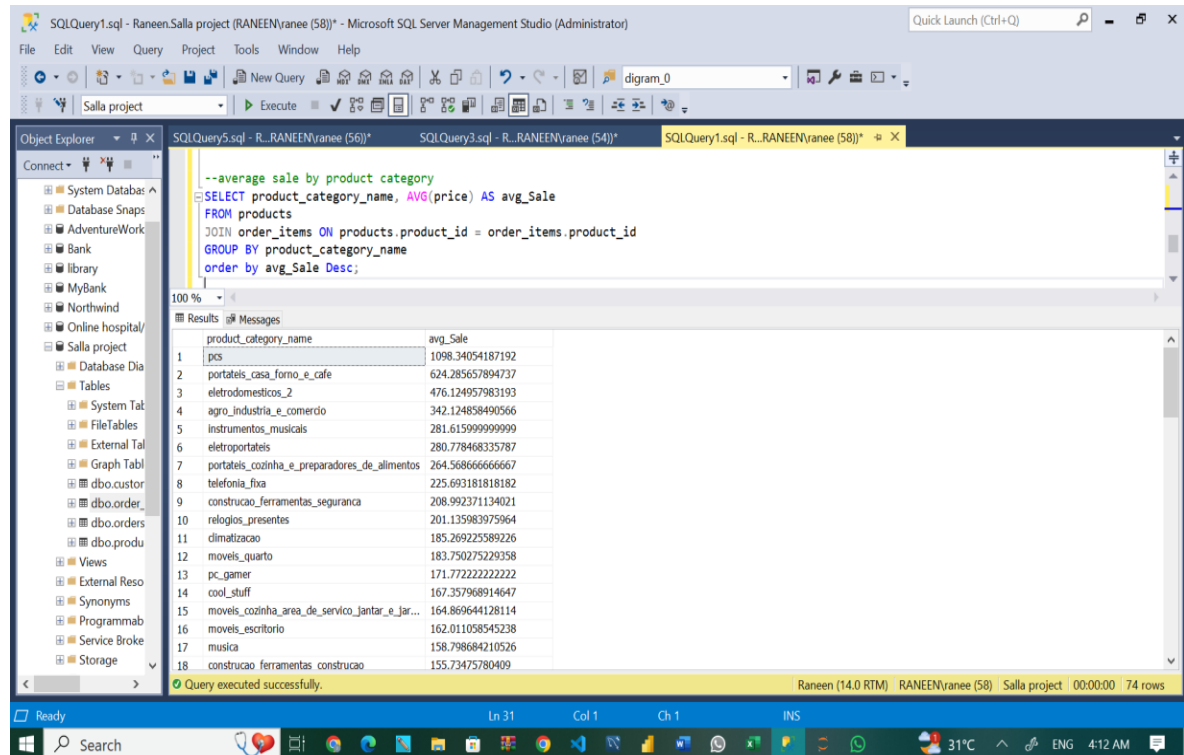 SQLQuery1.sql - Raneen.Salla project (RANEEN\ranee (58))* - Microsoft SQL Server Management Studio (Administrator)
Quick Launch (Ctrl+Q)
File Edit View Query Project Tools Window Help
New Query
digram_0
Salla project
Execute
Object Explorer
SQLQuery5.sql - R...RANEEN\ranee (56))*
SQLQuery3.sql - R...RANEEN\ranee (54))*
SQLQuery1.sql - R...RANEEN\ranee (58))*
Connect
System Databas
Database Snaps
AdventureWork
Bank
library
MyBank
Northwind
Online hospital/
Salla project
Database Dia
Tables
System Tab
FileTables
External Tal
Graph Tabl
dbo.custor
dbo.order_
dbo.orders
dbo.produ
Views
External Reso
Synonyms
Programmab
Service Broke
Storage
--average sale by product category
SELECT product_category_name, AVG(price) AS avg_Sale
FROM products
JOIN order_items ON products.product_id = order_items.product_id
GROUP BY product_category_name
order by avg_Sale Desc;
100 %
Results Messages
product_category_name avg_Sale
1 pcs 1098.34054187192
2 portateis_casa_forno_e_cafe 624.285657894737
3 eletrodomesticos_2 476.124957983193
4 agro_industria_e_comercio 342.124858490566
5 instrumentos_musicais 281.615999999999
6 eletroportateis 280.778468335787
7 portateis_cozinha_e_preparadores_de_alimentos 264.568666666667
8 telefonia_fixa 225.693181818182
9 construcao_ferramentas_seguranca 208.992371134021
10 relogios_presentes 201.135983975964
11 climatizacao 185.269225589226
12 moveis_quarto 183.750275229358
13 pc_gamer 171.772222222222
14 cool_stuff 167.357968914647
15 moveis_cozinha_area_de_servico_jantar_e_jar... 164.869644128114
16 moveis_escritorio 162.011058545238
17 musica 158.798684210526
18 construcao_ferramentas_construcao 155.73475780409
Query executed successfully.
Raneen (14.0 RTM) RANEEN\ranee (58) Salla project 00:00:00 74 rows
Ready Ln 31 Col 1 Ch 1 INS
Search
31°C ENG 4:12 AM